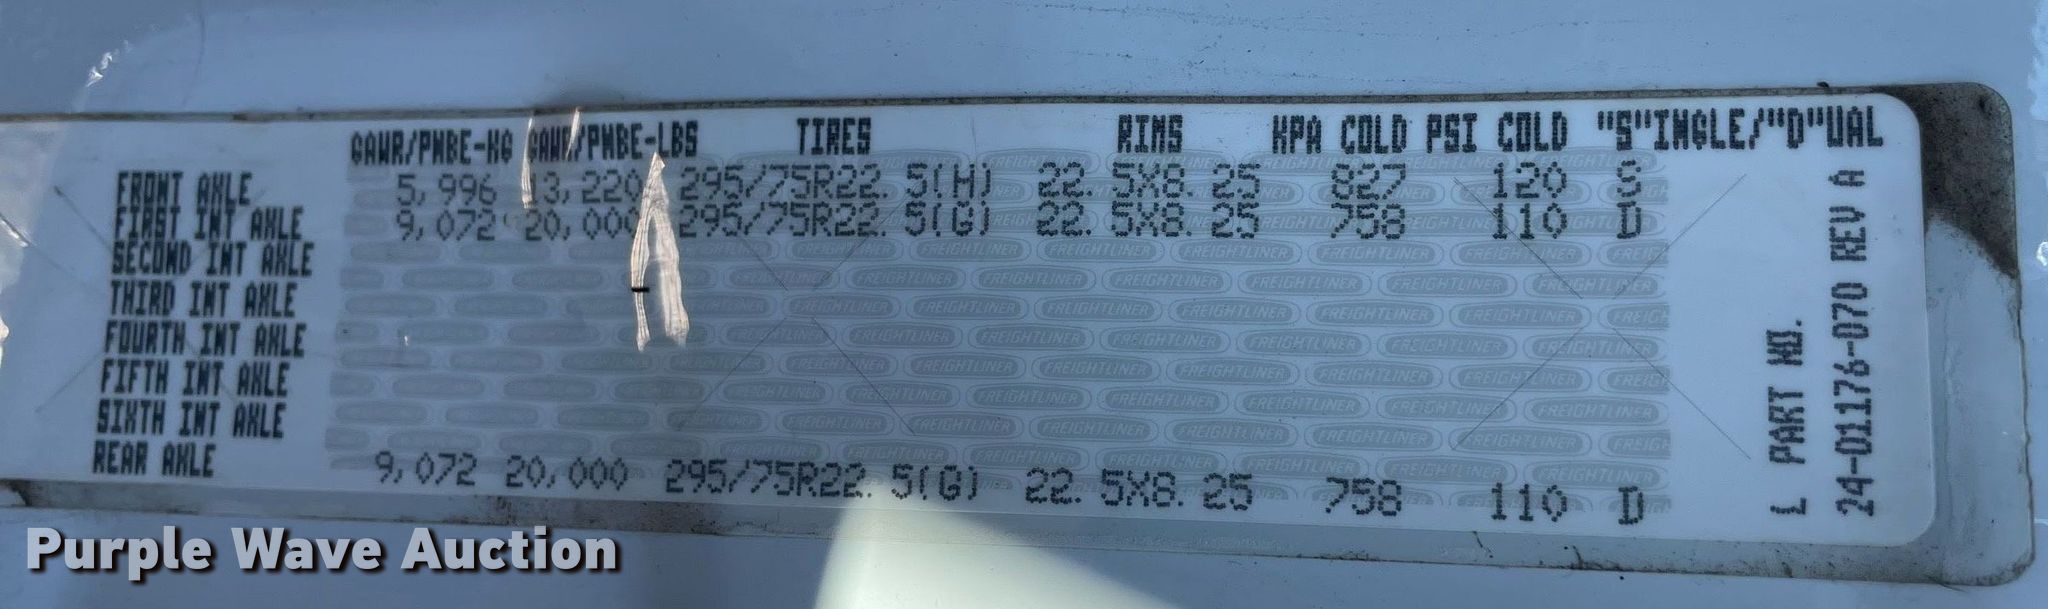 GAWR/PNBE-KG GAWR/PNBE-LBS TIRES RIMS KPA COLD PSI COLD "S"INGLE/"D"UAL
FRONT AXLE 5,996 13,220 295/75R22.5(H) 22.5X8.25 827 120 S
FIRST INT AXLE 9,072 20,000 295/75R22.5(G) 22.5X8.25 758 110 D
SECOND INT AXLE
THIRD INT AXLE
FOURTH INT AXLE
FIFTH INT AXLE
SIXTH INT AXLE
REAR AXLE 9,072 20,000 295/75R22.5(G) 22.5X8.25 758 110 D
L PART NO.
24-01176-070 REV A
FREIGHTLINER
Purple Wave Auction